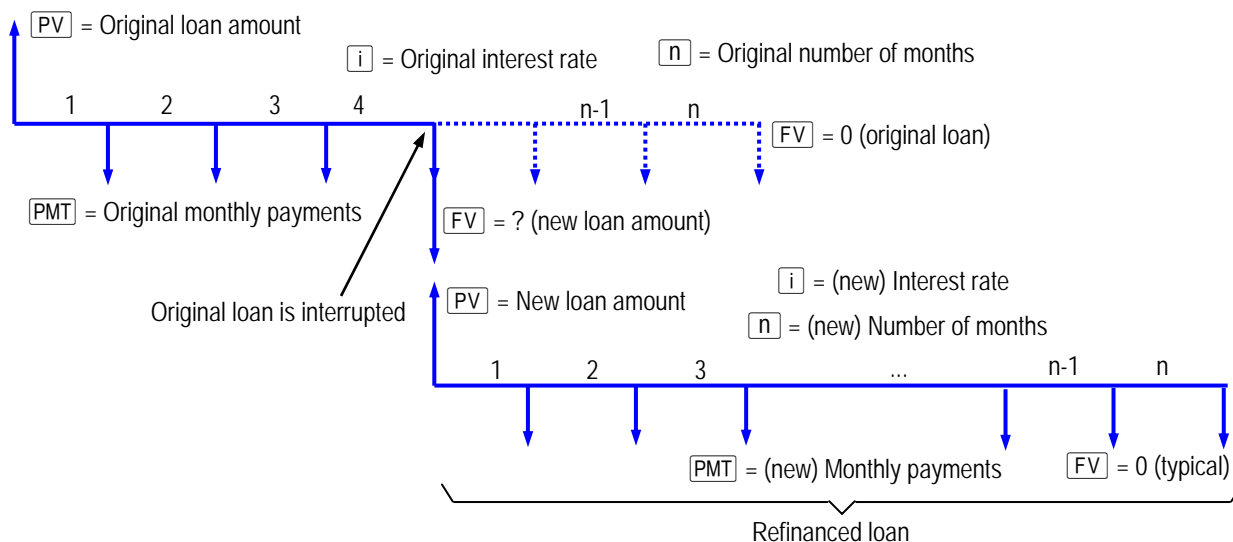 PV = Original loan amount
i = Original interest rate
n = Original number of months
1 2 3 4 n-1 n
FV = 0 (original loan)
PMT = Original monthly payments
FV = ? (new loan amount)
Original loan is interrupted
PV = New loan amount
i = (new) Interest rate
n = (new) Number of months
1 2 3 ... n-1 n
PMT = (new) Monthly payments
FV = 0 (typical)
Refinanced loan